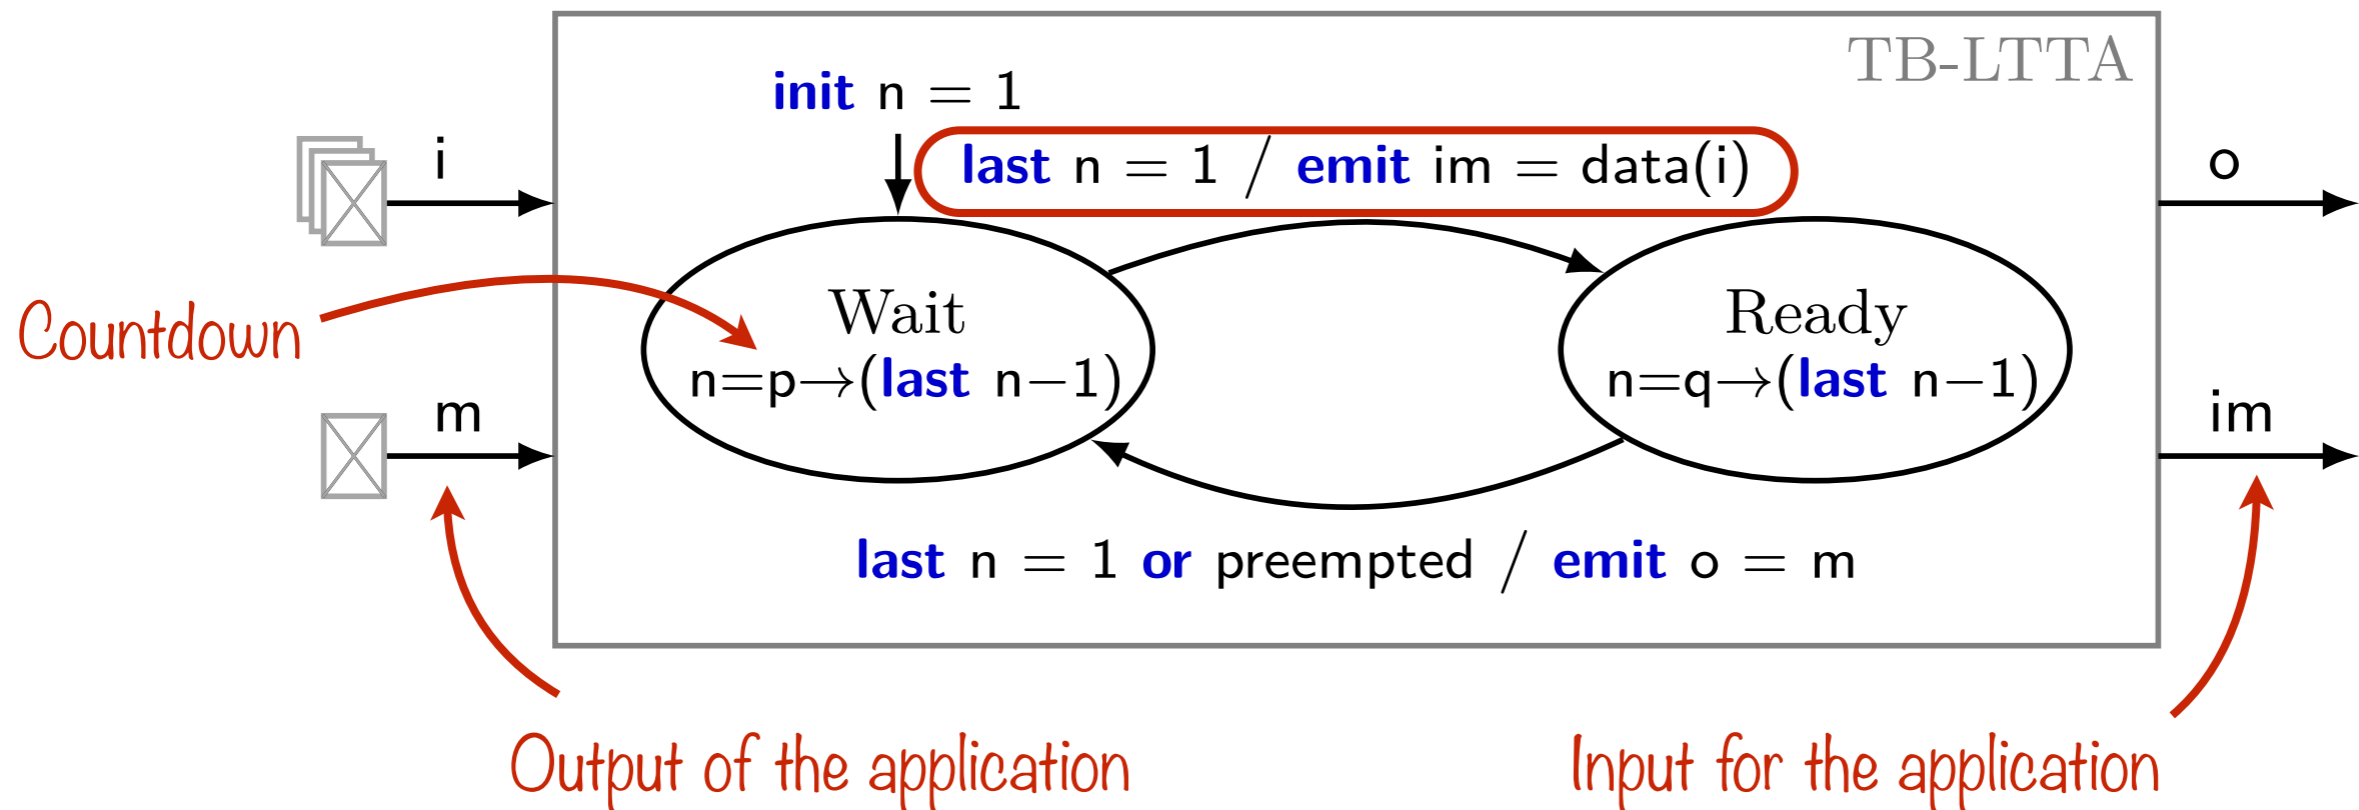 TB-LTTA
init n = 1
last n = 1 / emit im = data(i)
i
o
Wait
n=p→(last n−1)
Ready
n=q→(last n−1)
Countdown
m
im
last n = 1 or preempted / emit o = m
Output of the application
Input for the application